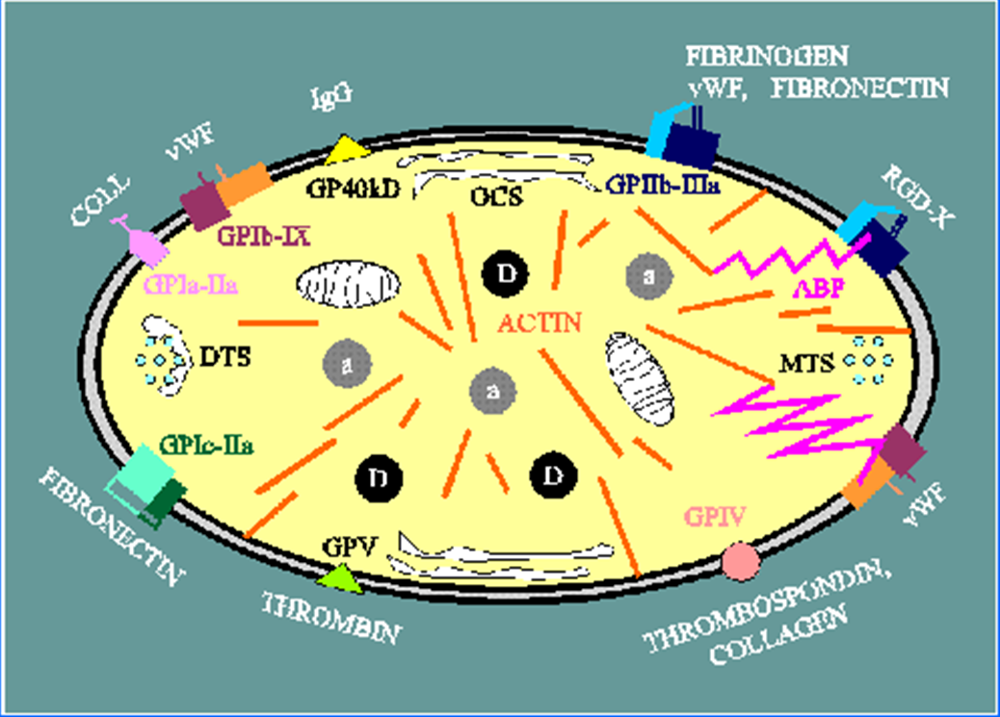 FIBRINOGEN
vWF, FIBRONECTIN
IgG
vWF
COLL
RGD-X
GP40kD
OCS
GPIIb-IIIa
GPIb-IX
GPIa-IIa
D
a
ABP
ACTIN
DTS
a
a
MTS
GPIc-IIa
D
D
FIBRONECTIN
GPIV
vWF
GPV
THROMBIN
THROMBOSPONDIN,
COLLAGEN